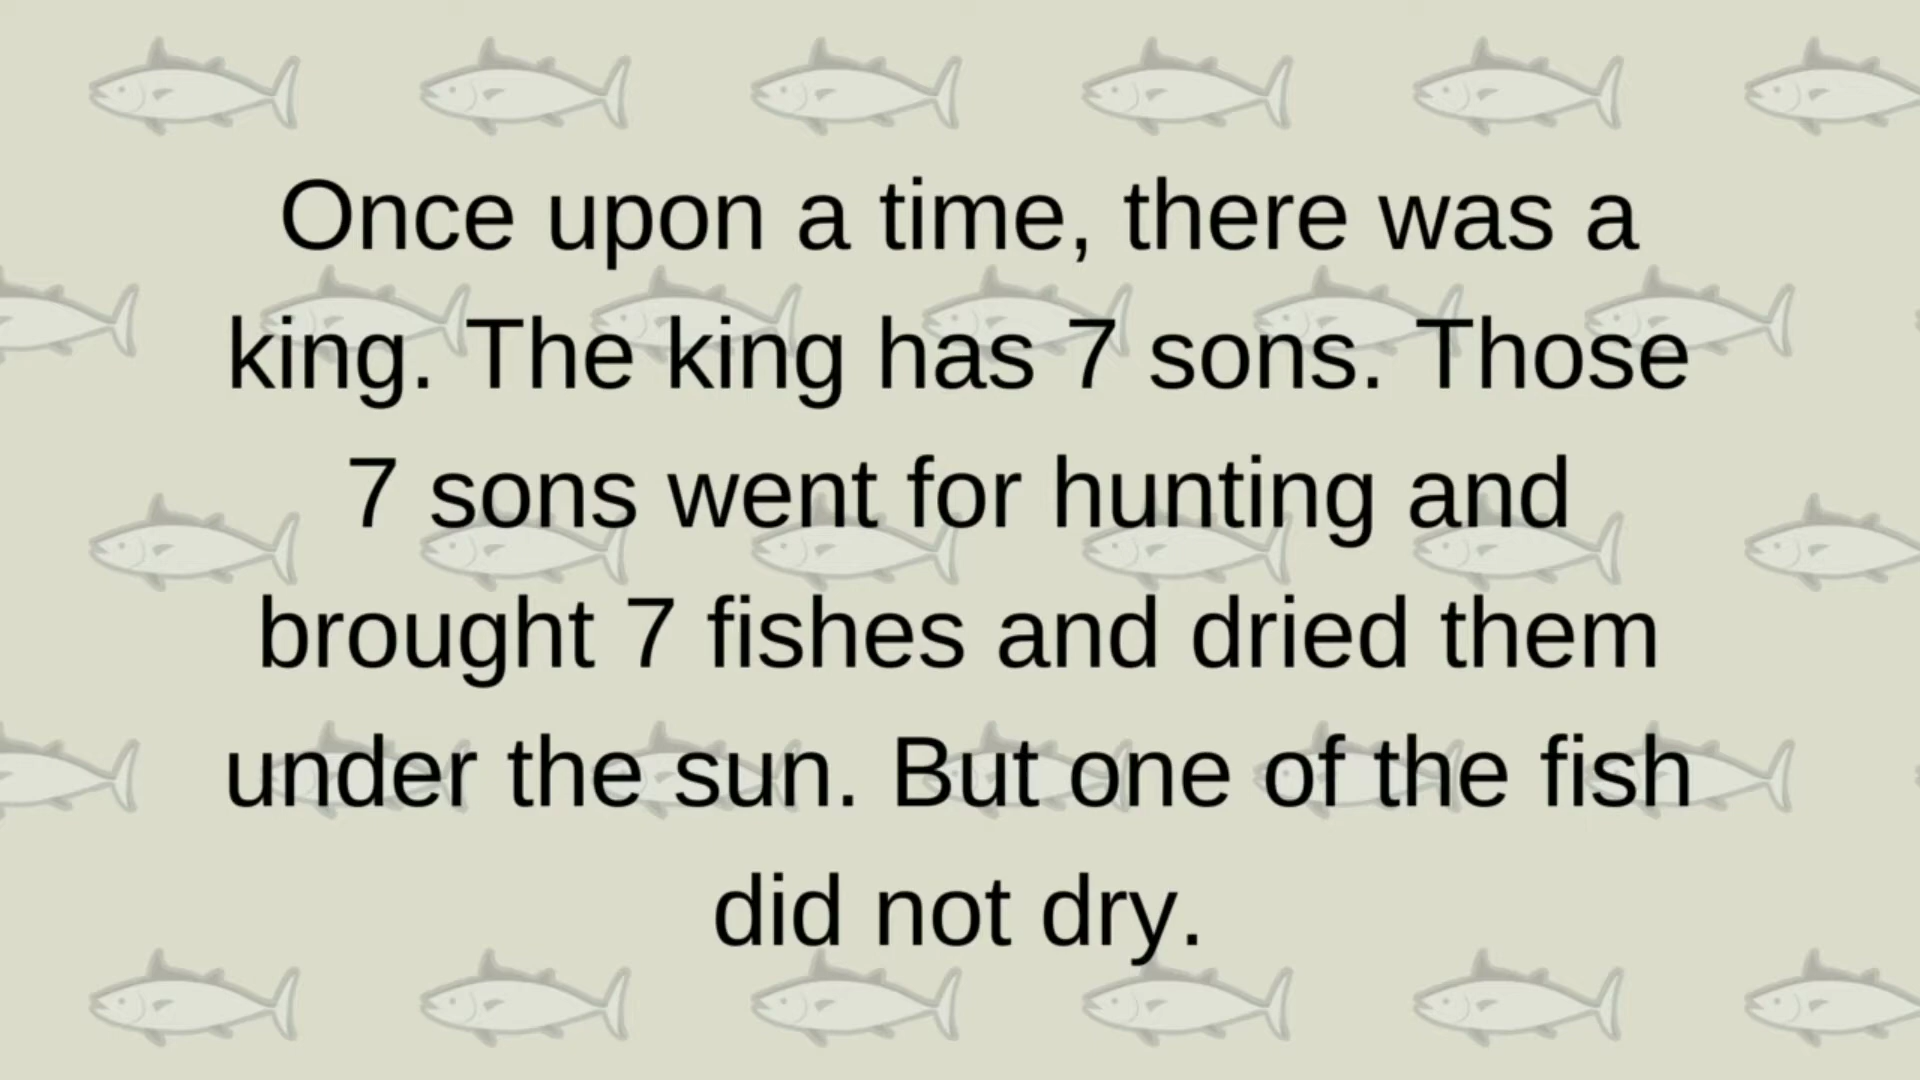 Once upon a time, there was a
king. The king has 7 sons. Those
7 sons went for hunting and
brought 7 fishes and dried them
under the sun. But one of the fish
did not dry.